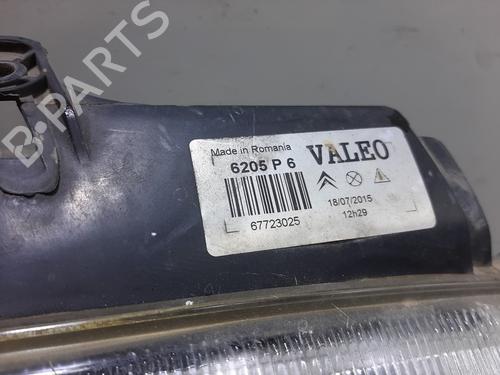 Made in Romania
VALEO
6205 P 6
67723025
18/07/2015
12h29
B-PARTS